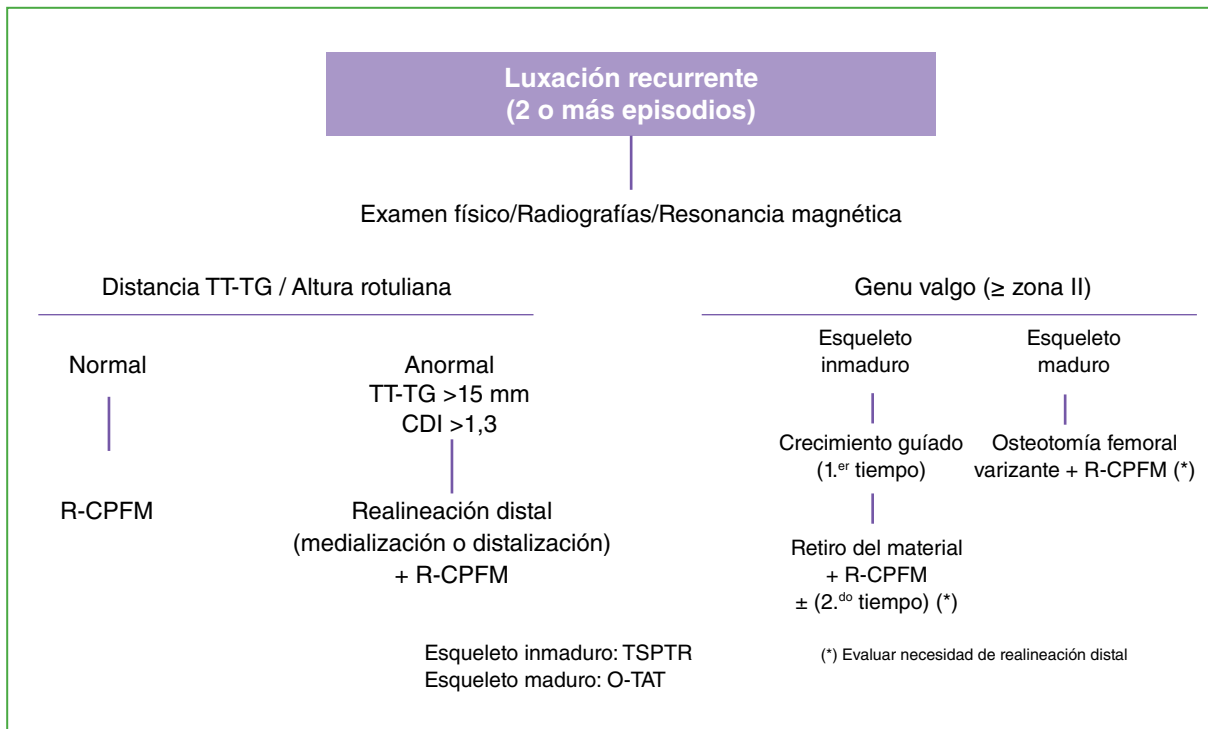 Luxación recurrente
(2 o más episodios)
Examen físico/Radiografías/Resonancia magnética
Distancia TT-TG / Altura rotuliana
Normal
R-CPFM
Anormal
TT-TG >15 mm
CDI >1,3
Realineación distal
(medialización o distalización)
+ R-CPFM
Esqueleto inmaduro: TSPTR
Esqueleto maduro: O-TAT
Genu valgo (≥ zona II)
Esqueleto
inmaduro
Crecimiento guíado
(1.er tiempo)
Retiro del material
+ R-CPFM
± (2.do tiempo) (*)
Esqueleto
maduro
Osteotomía femoral
varizante + R-CPFM (*)
(*) Evaluar necesidad de realineación distal